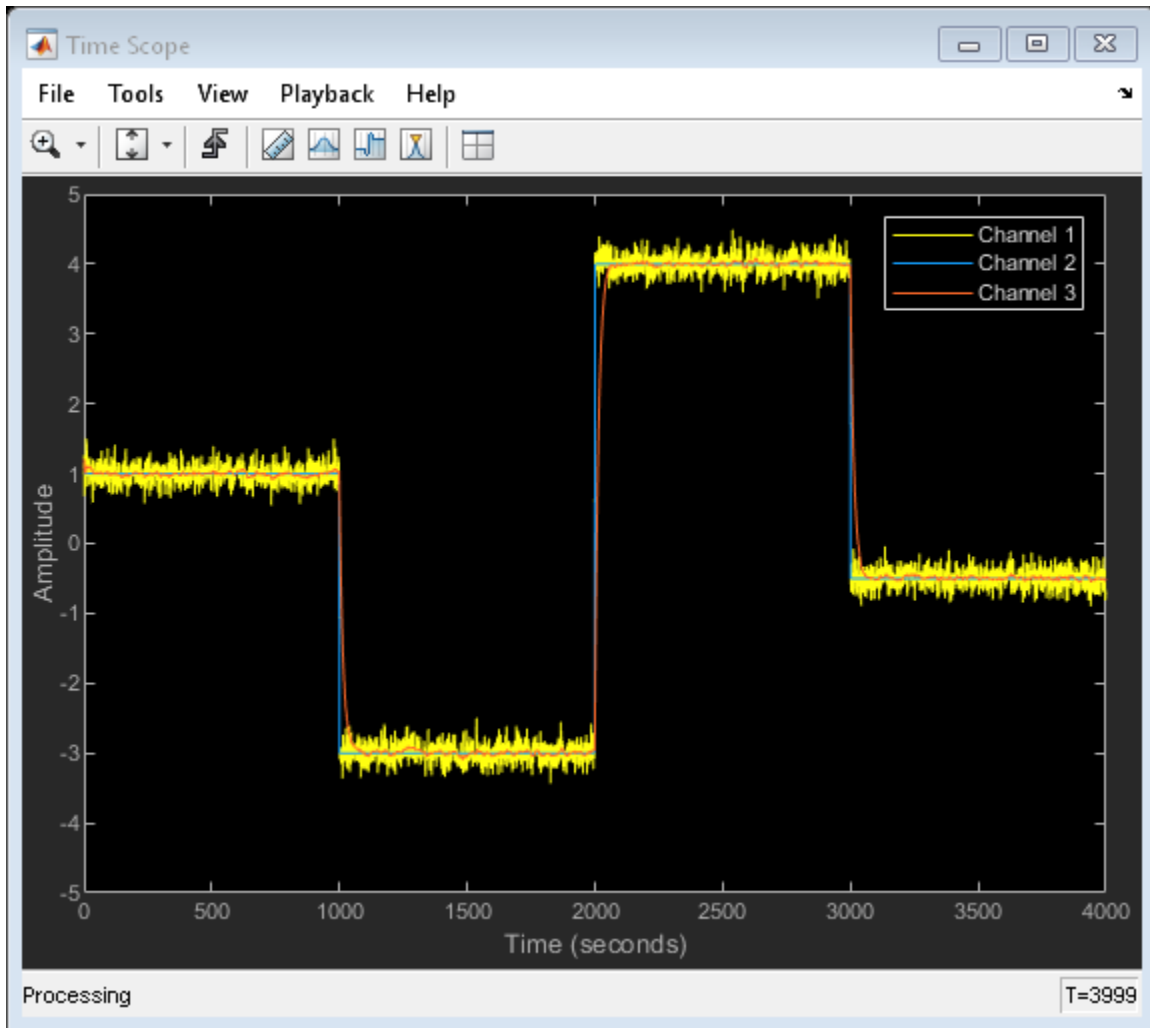 Time Scope
File Tools View Playback Help
5
4
3
2
1
0
-1
-2
-3
-4
-5
Amplitude
Channel 1
Channel 2
Channel 3
0 500 1000 1500 2000 2500 3000 3500 4000
Time (seconds)
Processing T=3999